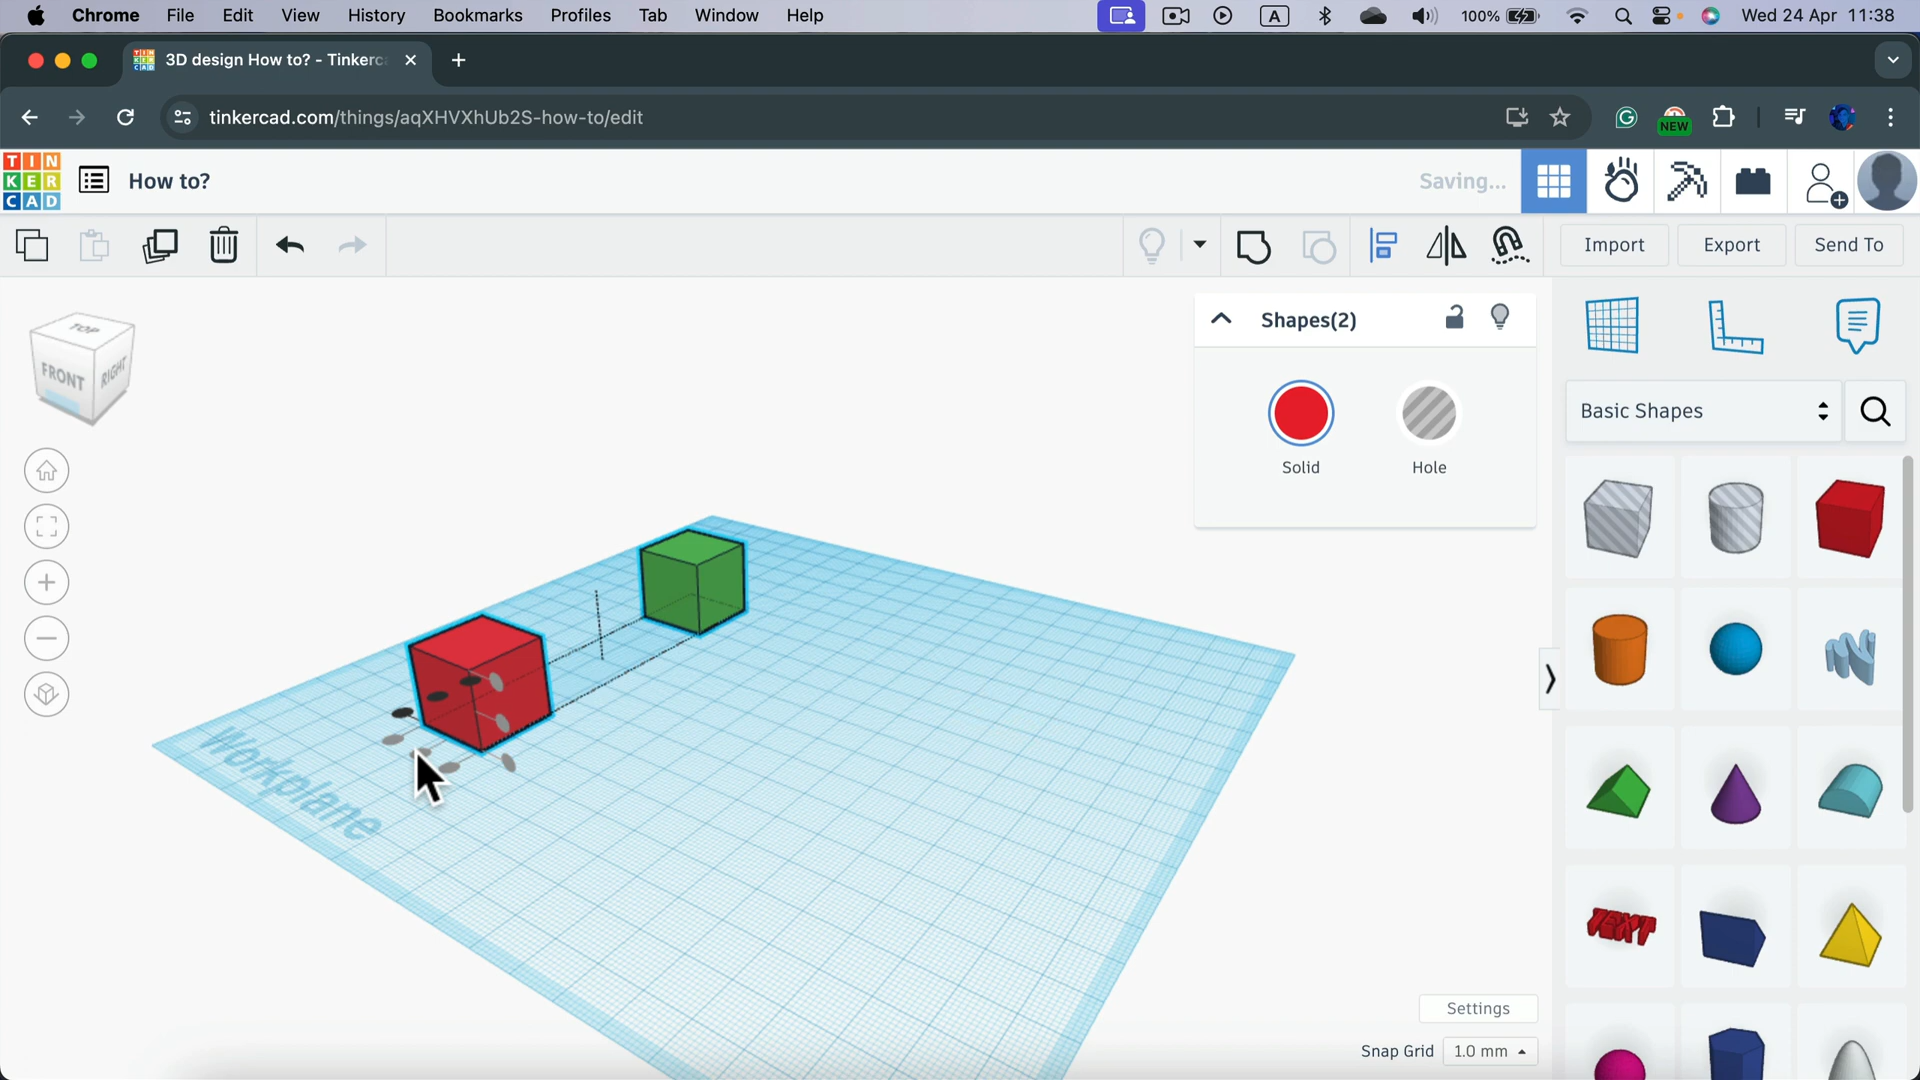 Chrome File Edit View History Bookmarks Profiles Tab Window Help A 100% Wed 24 Apr 11:38
3D design How to? - Tinkerc
tinkercad.com/things/aqXHVXhUb2S-how-to/edit
NEW
TIN
KER
CAD
How to?
Saving...
Import Export Send To
TOP
FRONT
RIGHT
Shapes(2)
Solid Hole
Basic Shapes
Workplane
TEXT
Settings
Snap Grid 1.0 mm